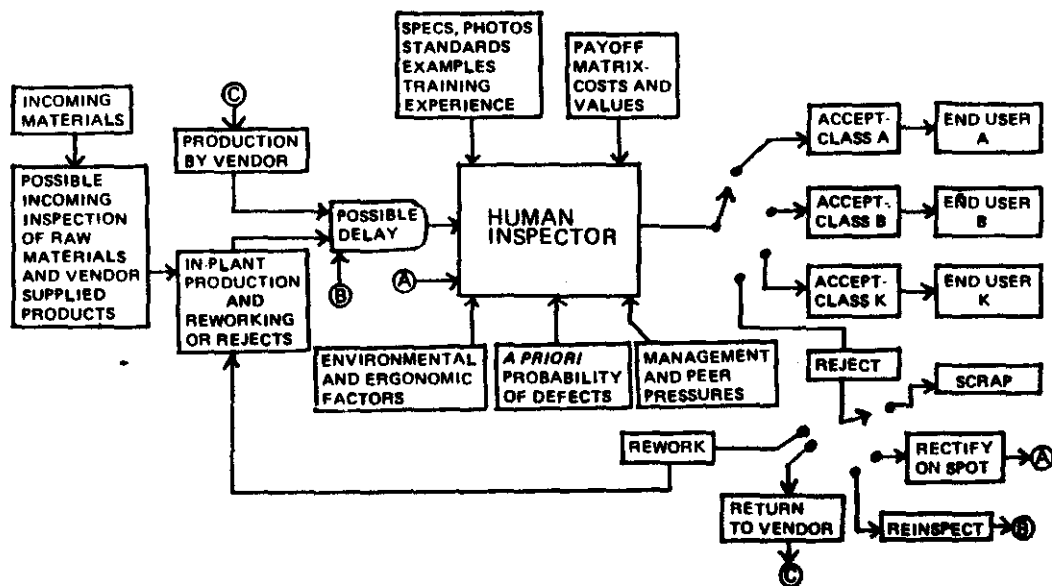 SPECS, PHOTOS
STANDARDS
EXAMPLES
TRAINING
EXPERIENCE
PAYOFF
MATRIX-
COSTS AND
VALUES
INCOMING
MATERIALS
C
PRODUCTION
BY VENDOR
ACCEPT-
CLASS A
END USER
A
POSSIBLE
INCOMING
INSPECTION
OF RAW
MATERIALS
AND VENDOR
SUPPLIED
PRODUCTS
POSSIBLE
DELAY
HUMAN
INSPECTOR
ACCEPT-
CLASS B
END USER
B
IN-PLANT
PRODUCTION
AND
REWORKING
OR REJECTS
B
A
ACCEPT-
CLASS K
END USER
K
ENVIRONMENTAL
AND ERGONOMIC
FACTORS
A PRIORI
PROBABILITY
OF DEFECTS
MANAGEMENT
AND PEER
PRESSURES
REJECT
SCRAP
REWORK
RECTIFY
ON SPOT
A
RETURN
TO VENDOR
REINSPECT
B
C